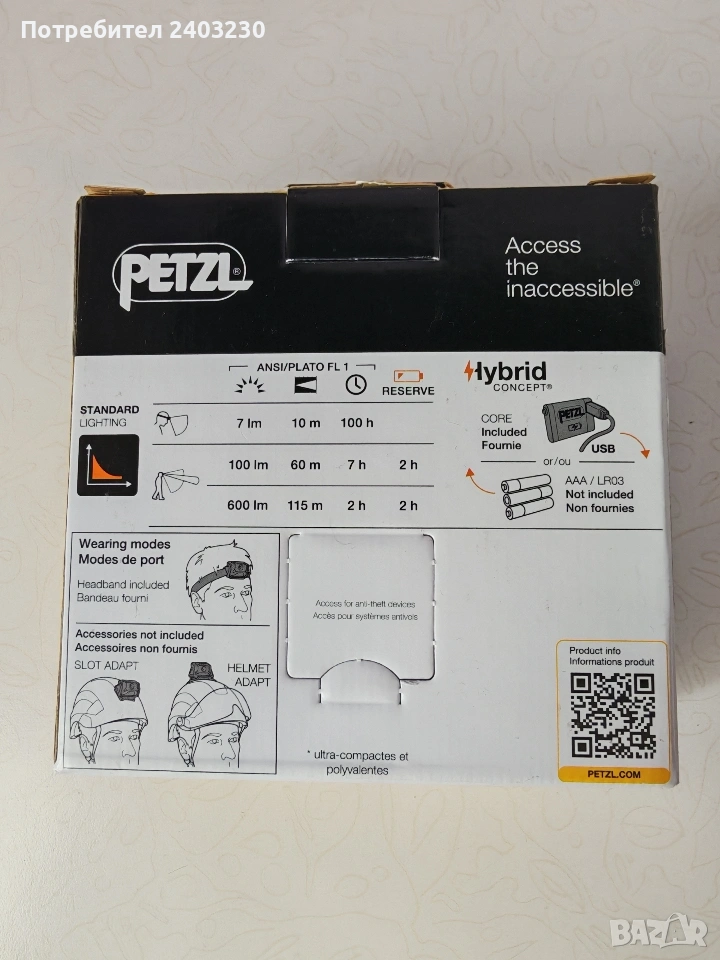 Потребител 2403230
PETZL®
Access
the
inaccessible®
ANSI/PLATO FL 1
RESERVE
STANDARD
LIGHTING
7 lm 10 m 100 h
100 lm 60 m 7 h 2 h
600 lm 115 m 2 h 2 h
Hybrid
CONCEPT®
CORE
Included
Fournie
PETZL
USB
or/ou
AAA / LR03
Not included
Non fournies
Wearing modes
Modes de port
Headband included
Bandeau fourni
Accessories not included
Accessoires non fournis
SLOT ADAPT
HELMET
ADAPT
Access for anti-theft devices
Accès pour systèmes antivols
* ultra-compactes et
polyvalentes
Product info
Informations produit
PETZL.COM
BAZAR